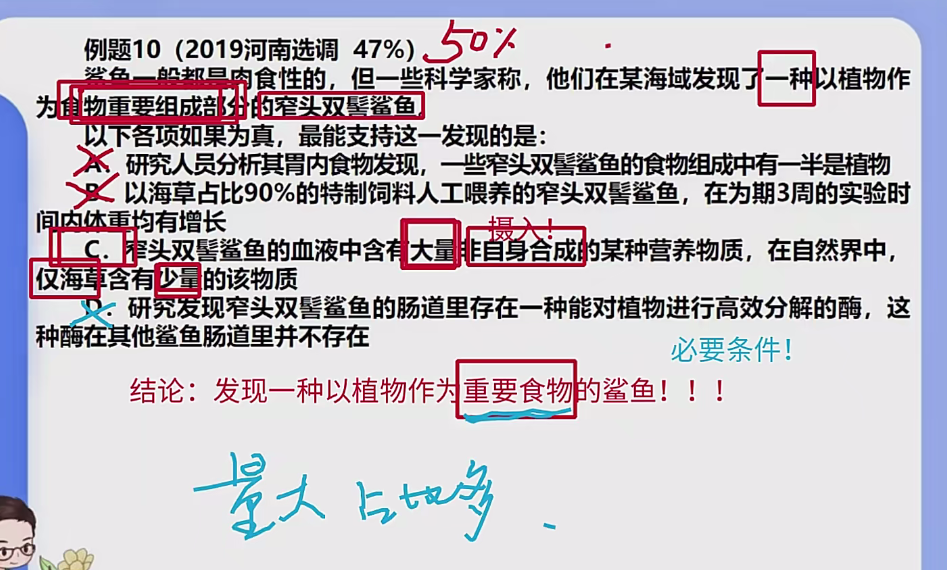 例题10（2019河南选调 47%） 50%
鲨鱼一般都是肉食性的，但一些科学家称，他们在某海域发现了一种以植物作
为食物重要组成部分的窄头双髻鲨鱼。
以下各项如果为真，最能支持这一发现的是：
A. 研究人员分析其胃内食物发现，一些窄头双髻鲨鱼的食物组成中有一半是植物
B. 以海草占比90%的特制饲料人工喂养的窄头双髻鲨鱼，在为期3周的实验时
间内体重均有增长
摄入！
C. 窄头双髻鲨鱼的血液中含有大量非自身合成的某种营养物质，在自然界中，
仅海草含有少量的该物质
D. 研究发现窄头双髻鲨鱼的肠道里存在一种能对植物进行高效分解的酶，这
种酶在其他鲨鱼肠道里并不存在
必要条件！
结论：发现一种以植物作为重要食物的鲨鱼！！！
量大 占比多